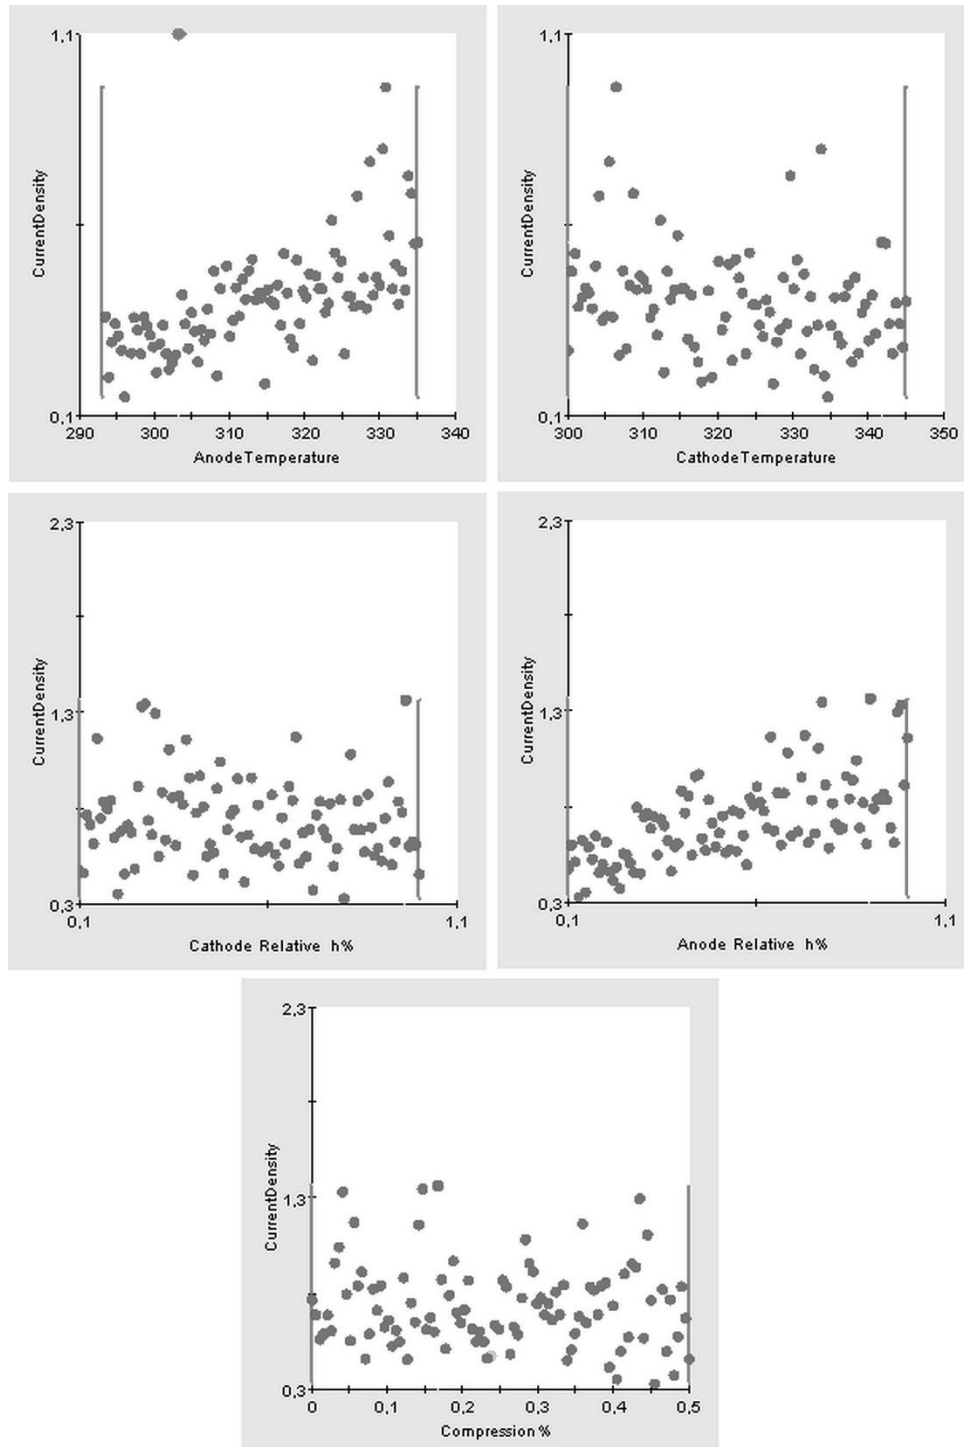 1,1
CurrentDensity
0,1
290 300 310 320 330 340
AnodeTemperature
1,1
CurrentDensity
0,1
300 310 320 330 340 350
CathodeTemperature
2,3
CurrentDensity
1,3
0,3
0,1 1,1
Cathode Relative h%
2,3
CurrentDensity
1,3
0,3
0,1 1,1
Anode Relative h%
2,3
CurrentDensity
1,3
0,3
0 0,1 0,2 0,3 0,4 0,5
Compression %